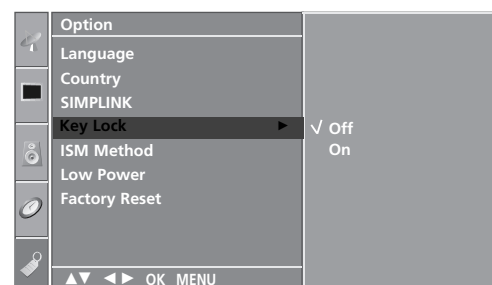 Option
Language
Country
SIMPLINK
Key Lock ► √ Off
ISM Method On
Low Power
Factory Reset
▲▼ ◄► OK MENU